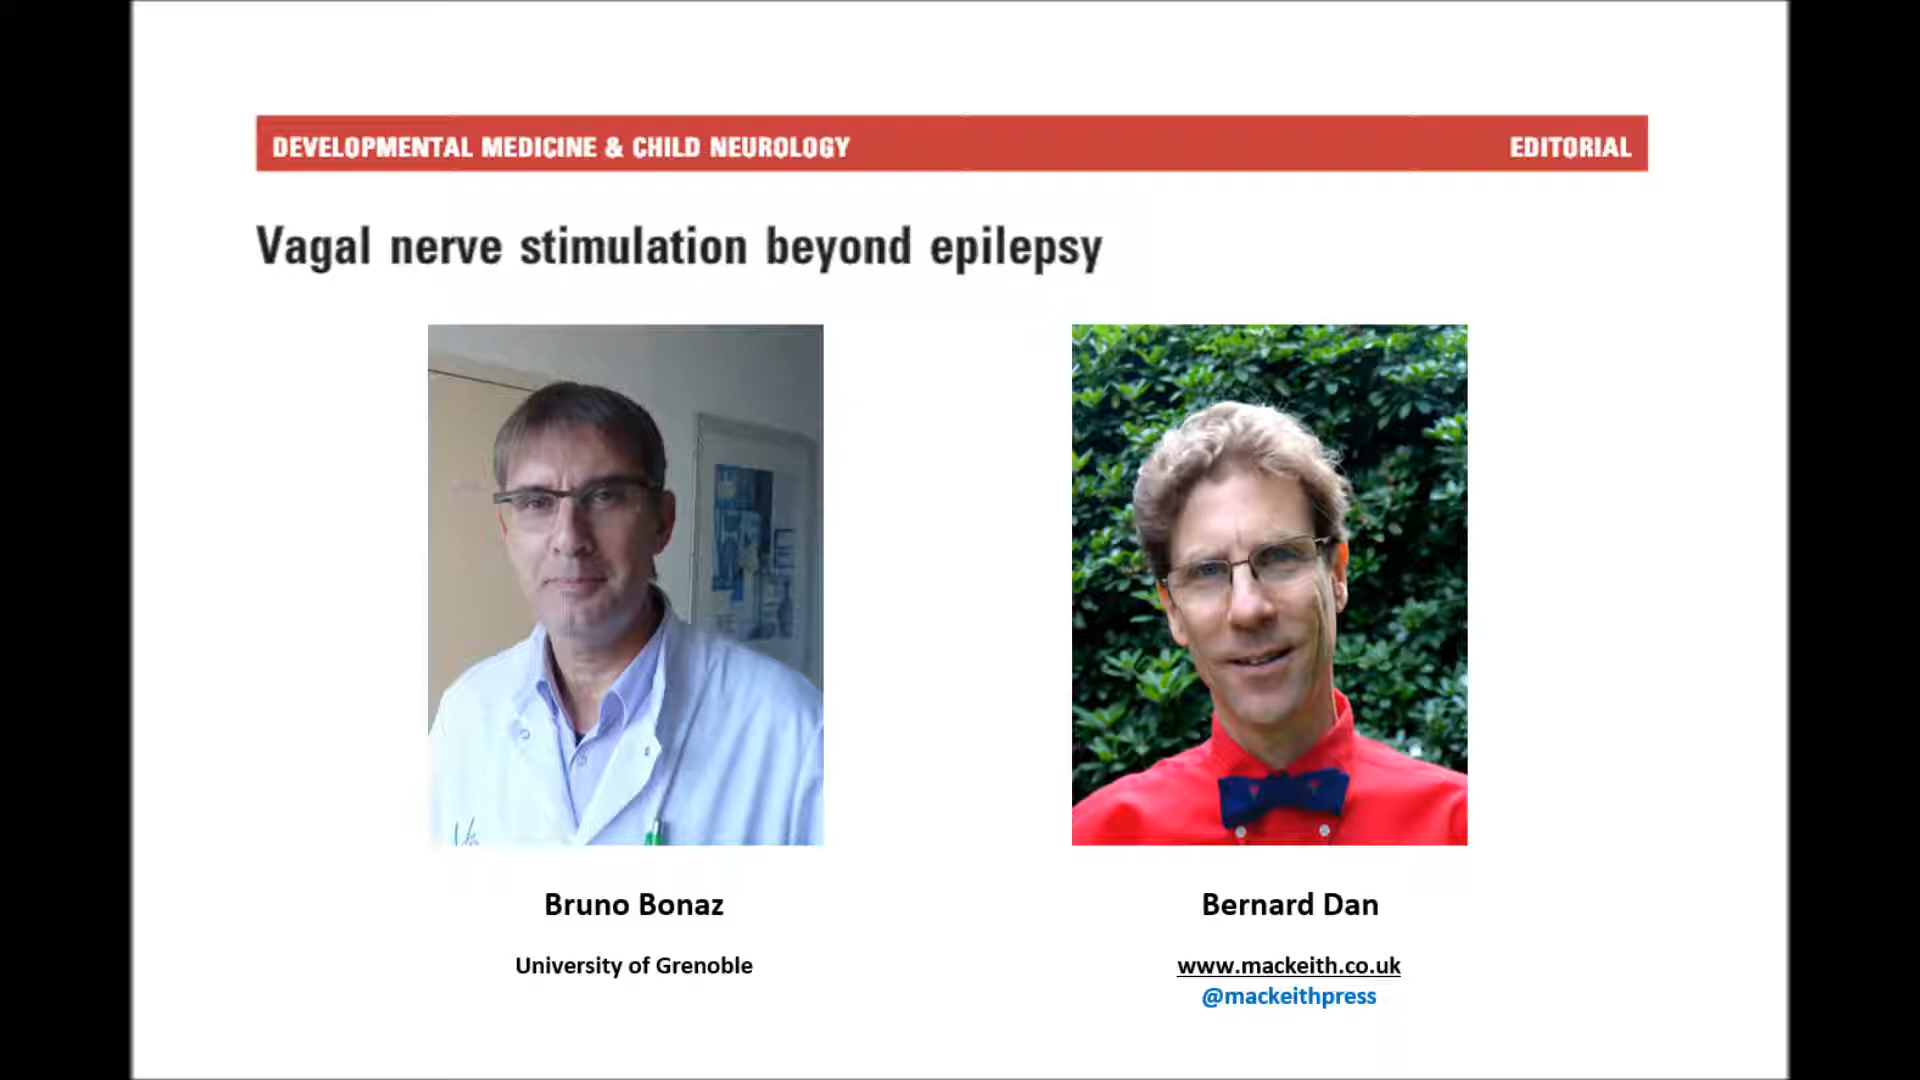 DEVELOPMENTAL MEDICINE & CHILD NEUROLOGY EDITORIAL
Vagal nerve stimulation beyond epilepsy
Bruno Bonaz
University of Grenoble
Bernard Dan
www.mackeith.co.uk
@mackeithpress